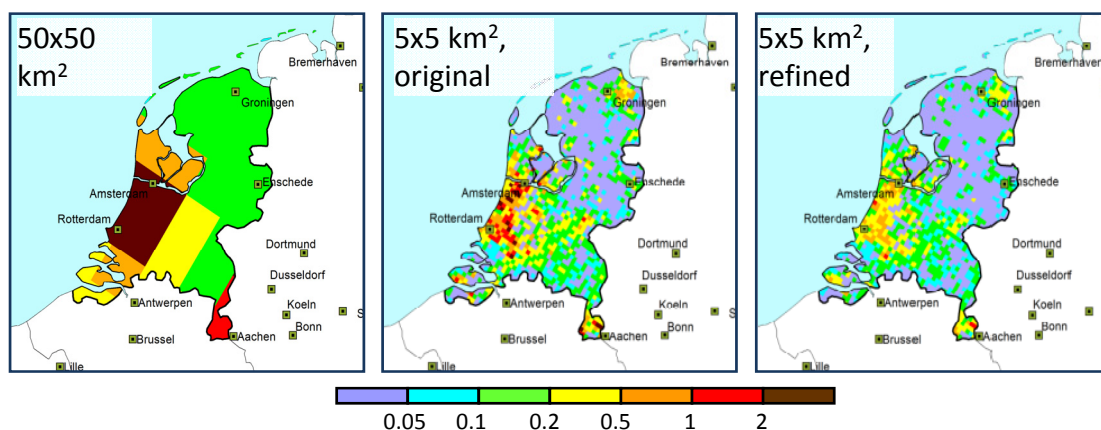 50x50
km²
Bremerhaven
Groningen
Amsterdam
Enschede
Rotterdam
Dortmund
Dusseldorf
Antwerpen
Koeln
S
Bonn
Brussel
Aachen
Lille
5x5 km²,
original
Bremerhaven
Groningen
Amsterdam
Enschede
Rotterdam
Dortmund
Dusseldorf
Antwerpen
Koeln
Bonn
Brussel
Aachen
Lille
5x5 km²,
refined
Bremerhaven
Groningen
Amsterdam
Enschede
Rotterdam
Dortmund
Dusseldorf
Antwerpen
Koeln
Bonn
Brussel
Aachen
Lille
0.05 0.1 0.2 0.5 1 2